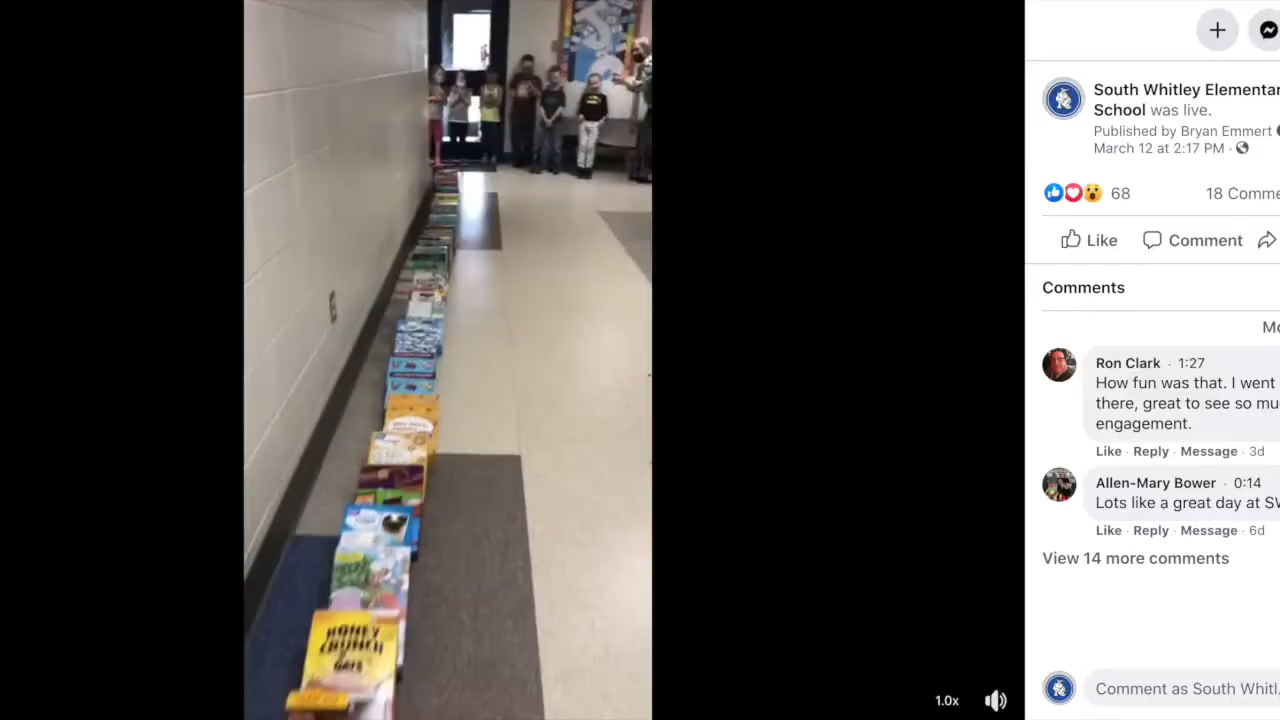 South Whitley Elementar
School was live.
Published by Bryan Emmert
March 12 at 2:17 PM ·
68
18 Comme
Like
Comment
Comments
Mo
Ron Clark · 1:27
How fun was that. I went
there, great to see so mu
engagement.
Like · Reply · Message · 3d
Allen-Mary Bower · 0:14
Lots like a great day at SW
Like · Reply · Message · 6d
View 14 more comments
Comment as South Whitl
HONEY
CRUNCH
OATS
1.0x